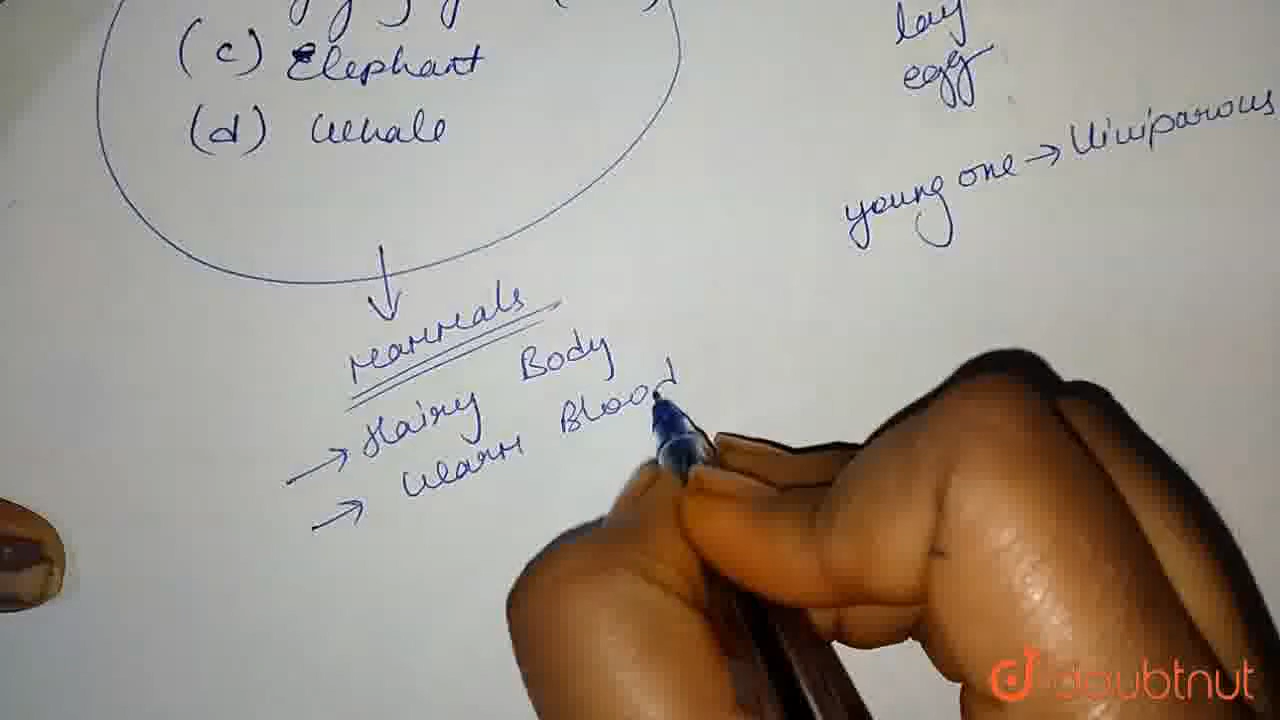 (c) Elephant
(d) Whale
lay
egg
young one → Viviparous
Mammals
→ Hairy Body
→ Warm Blood
doubtnut